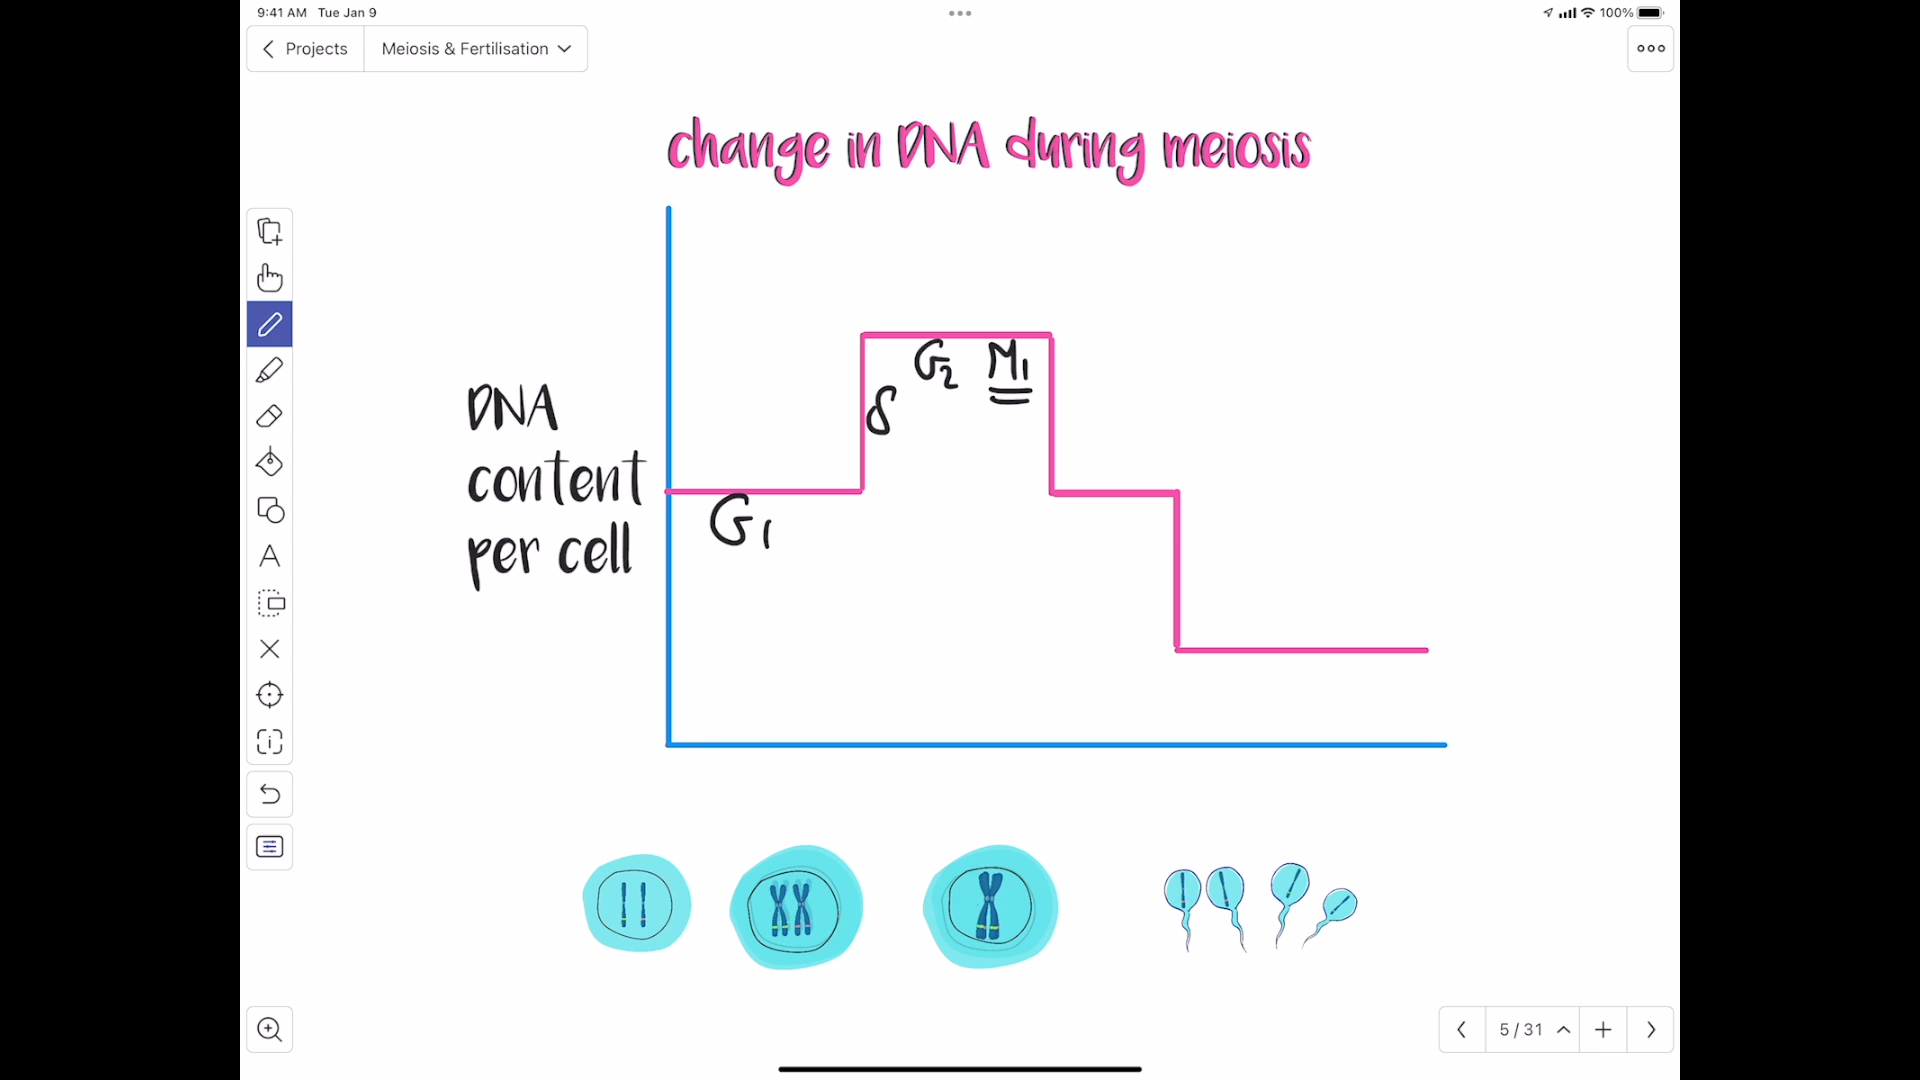 9:41 AM Tue Jan 9
100%
Projects
Meiosis & Fertilisation
change in DNA during meiosis
G2 M1
S
DNA
content
per cell
G1
A
5 / 31